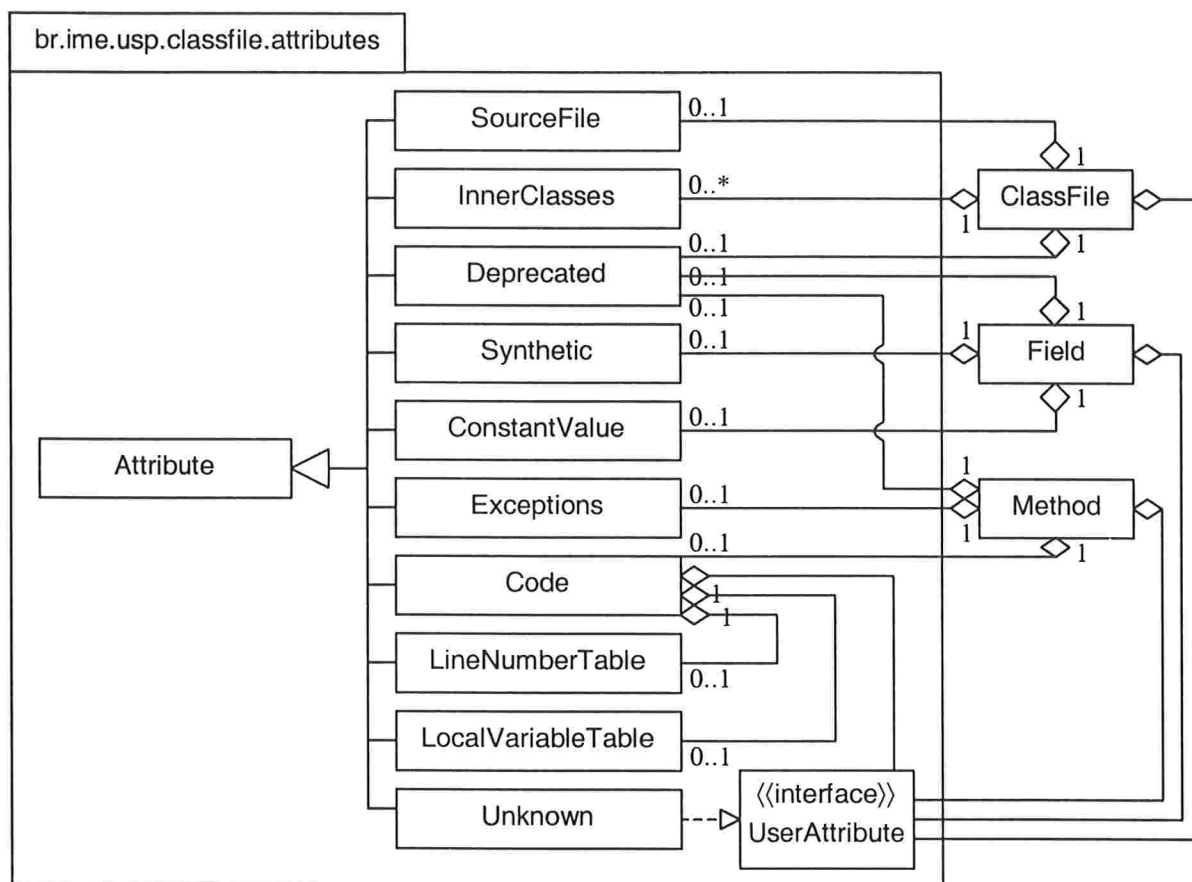 br.ime.usp.classfile.attributes
SourceFile
0..1
1
InnerClasses
0..*
1
ClassFile
Deprecated
0..1
1
0..1
0..1
1
Synthetic
0..1
1
Field
ConstantValue
0..1
1
Attribute
1
Exceptions
0..1
1
Method
0..1
1
Code
1
1
LineNumberTable
0..1
LocalVariableTable
0..1
Unknown
⟨⟨interface⟩⟩
UserAttribute